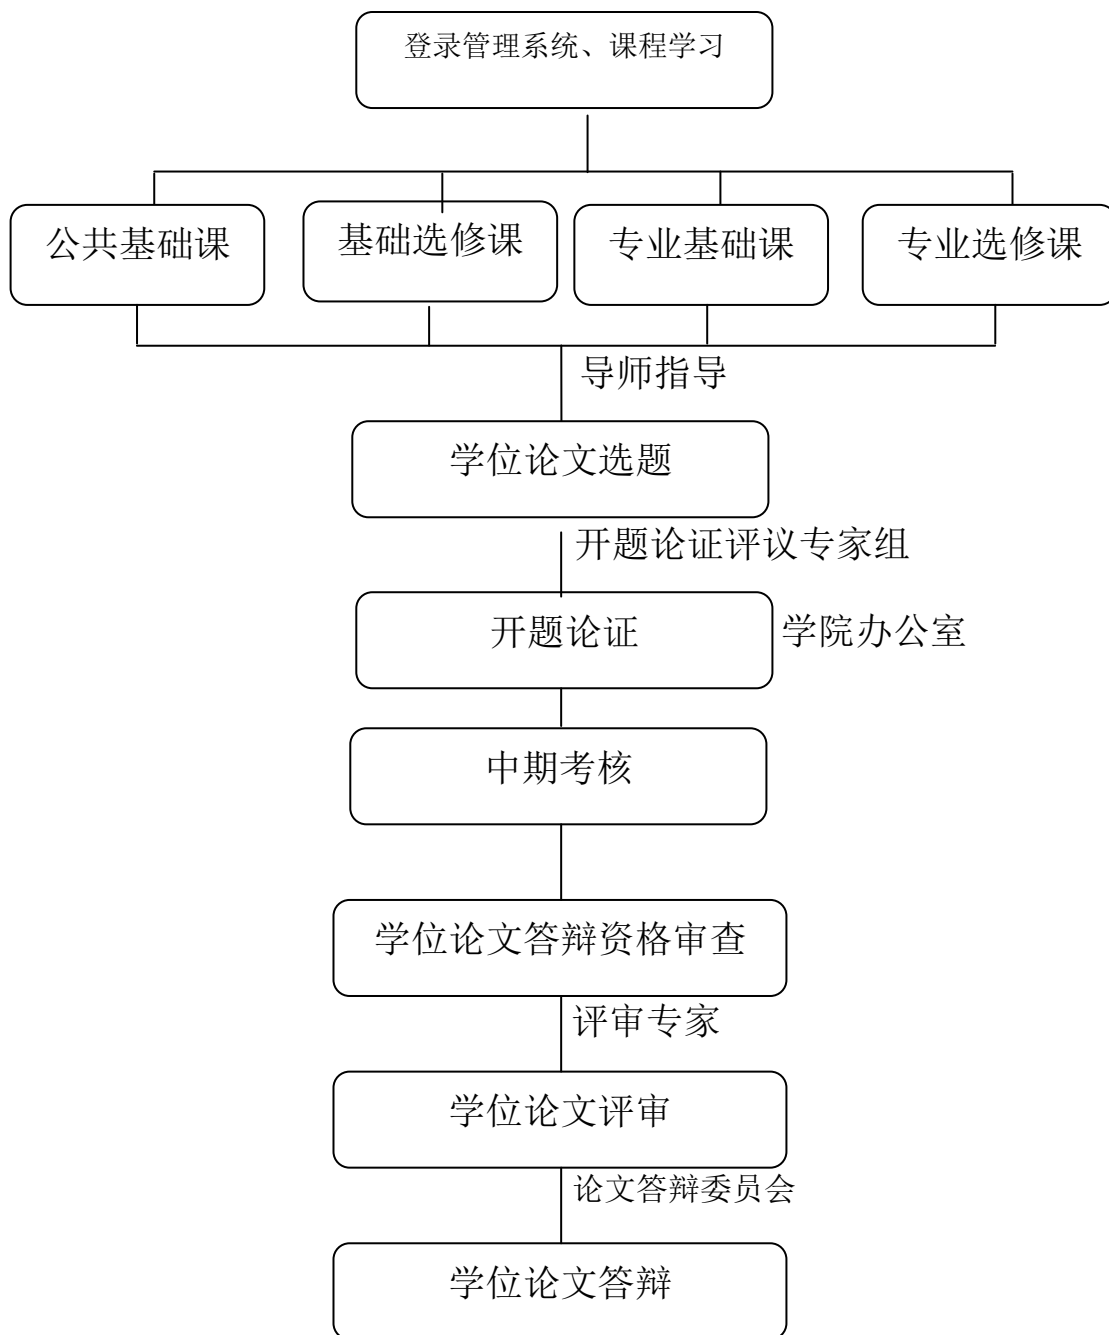 登录管理系统、课程学习
公共基础课
基础选修课
专业基础课
专业选修课
导师指导
学位论文选题
开题论证评议专家组
开题论证
学院办公室
中期考核
学位论文答辩资格审查
评审专家
学位论文评审
论文答辩委员会
学位论文答辩